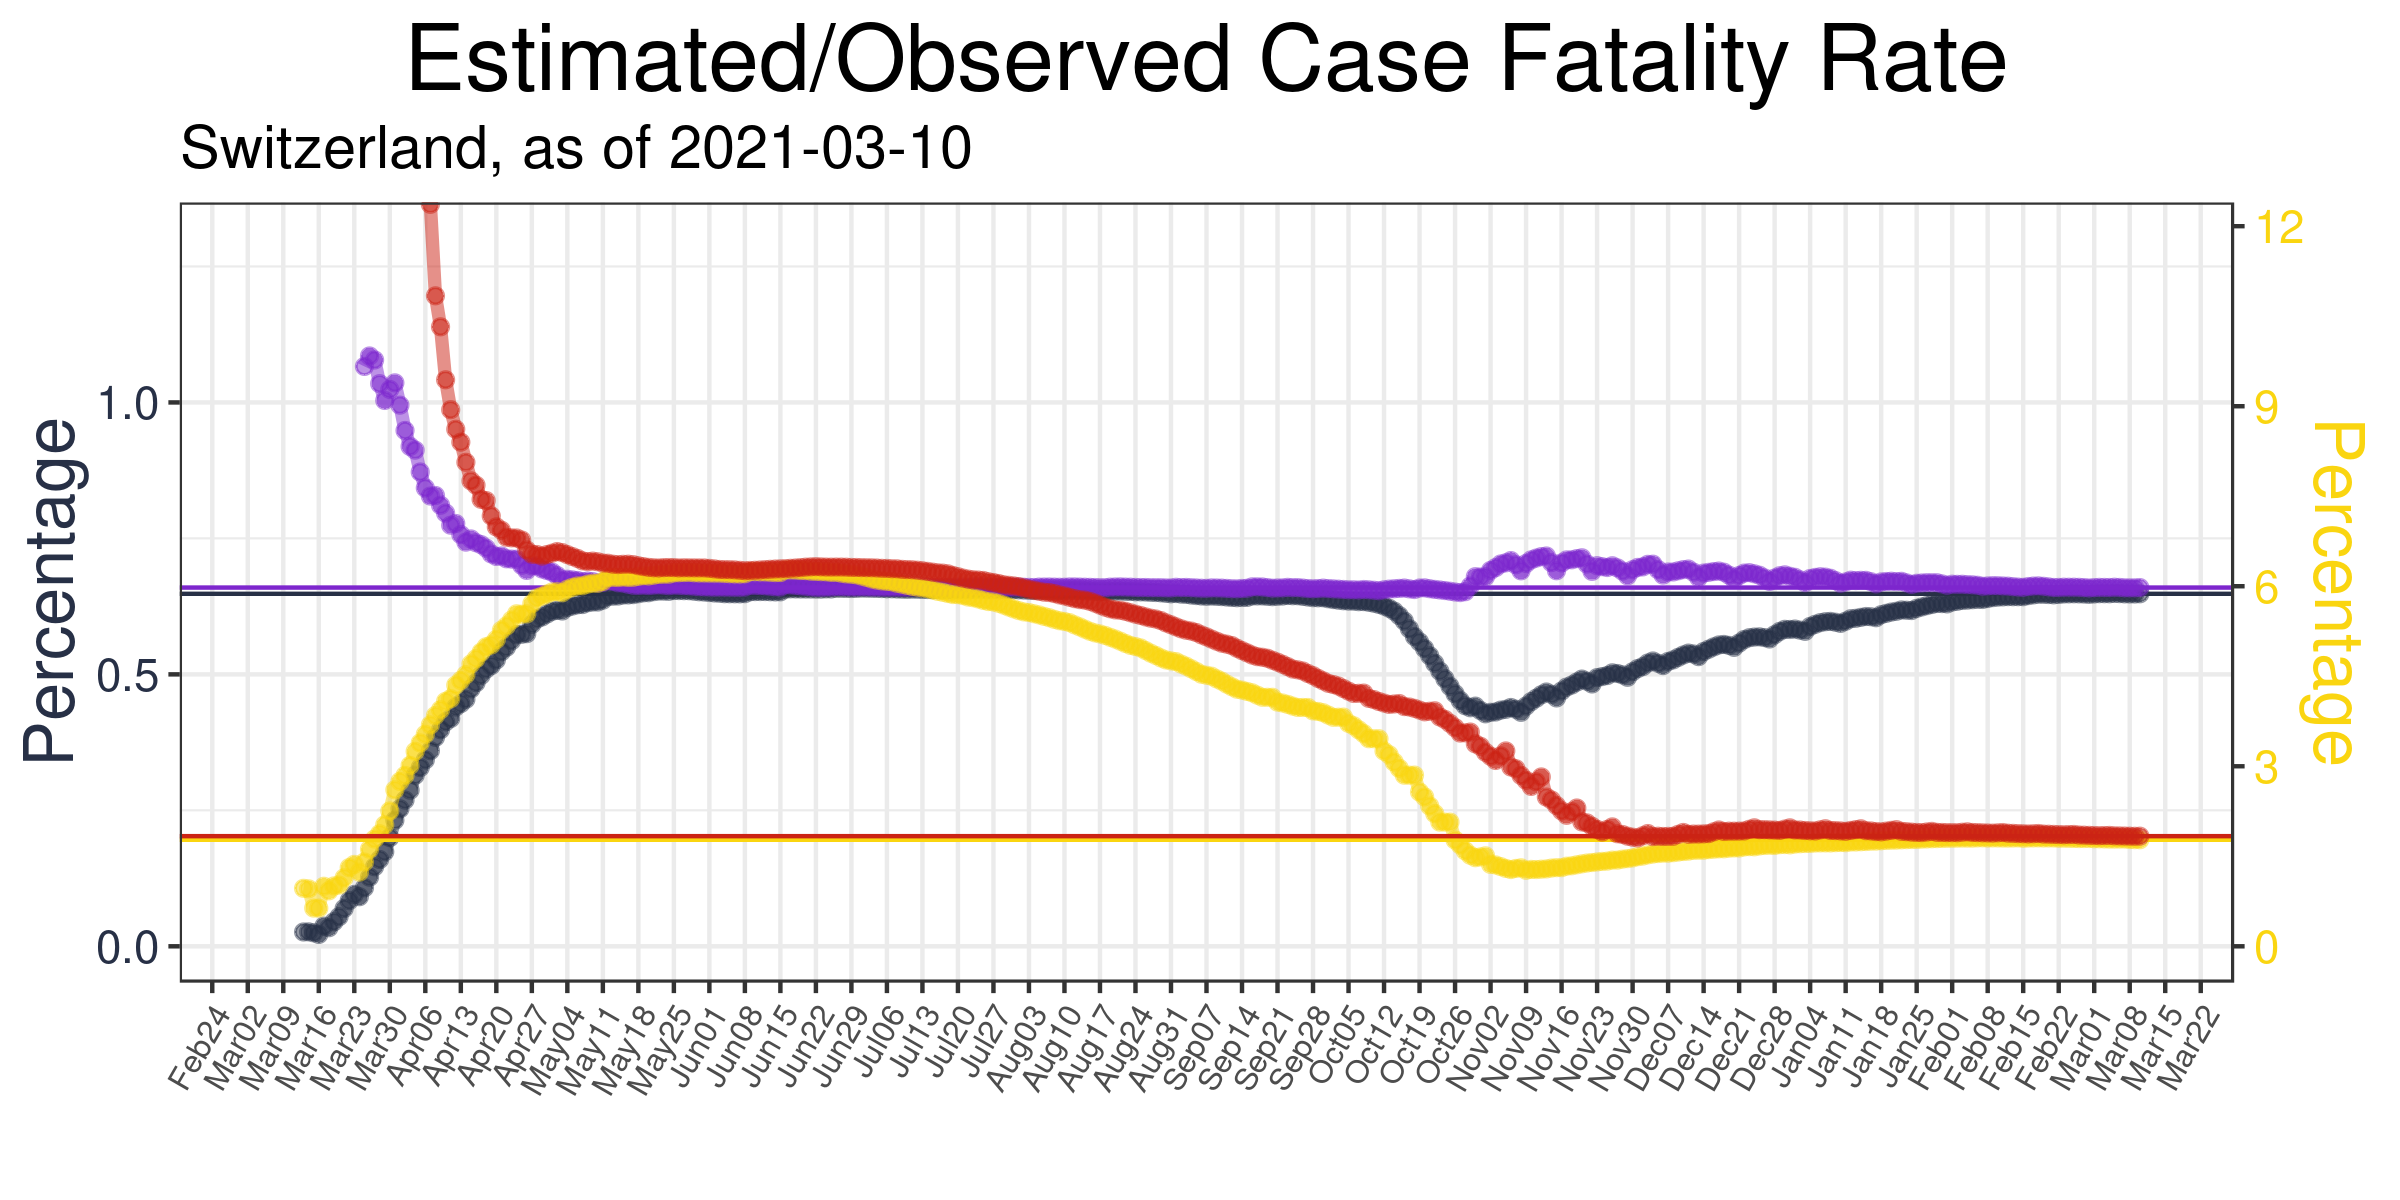 Estimated/Observed Case Fatality Rate
Switzerland, as of 2021-03-10
Percentage
1.0
0.5
0.0
12
9
6
3
0
Percentage
Feb24
Mar02
Mar09
Mar16
Mar23
Mar30
Apr06
Apr13
Apr20
Apr27
May04
May11
May18
May25
Jun01
Jun08
Jun15
Jun22
Jun29
Jul06
Jul13
Jul20
Jul27
Aug03
Aug10
Aug17
Aug24
Aug31
Sep07
Sep14
Sep21
Sep28
Oct05
Oct12
Oct19
Oct26
Nov02
Nov09
Nov16
Nov23
Nov30
Dec07
Dec14
Dec21
Dec28
Jan04
Jan11
Jan18
Jan25
Feb01
Feb08
Feb15
Feb22
Mar01
Mar08
Mar15
Mar22